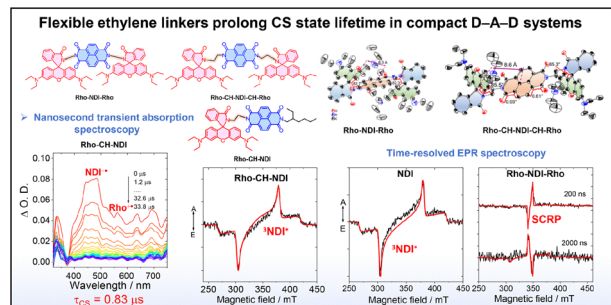 Flexible ethylene linkers prolong CS state lifetime in compact D–A–D systems
Rho-NDI-Rho
Rho-CH-NDI-CH-Rho
Rho-CH-NDI
Rho-NDI-Rho
Rho-CH-NDI-CH-Rho
8.6 Å
➢ Nanosecond transient absorption
spectroscopy
Time-resolved EPR spectroscopy
Rho-CH-NDI
NDI
Rho
0 μs
1.2 μs
32.6 μs
33.8 μs
Δ O. D.
0.10
0.08
0.06
0.04
0.02
0.00
400 500 600 700
Wavelength / nm
τCS = 0.83 μs
Rho-CH-NDI
A
E
³NDI*
250 300 350 400 450
Magnetic field / mT
NDI
A
E
³NDI*
250 300 350 400 450
Magnetic field / mT
Rho-NDI-Rho
200 ns
SCRP
2000 ns
250 300 350 400 450
Magnetic field / mT